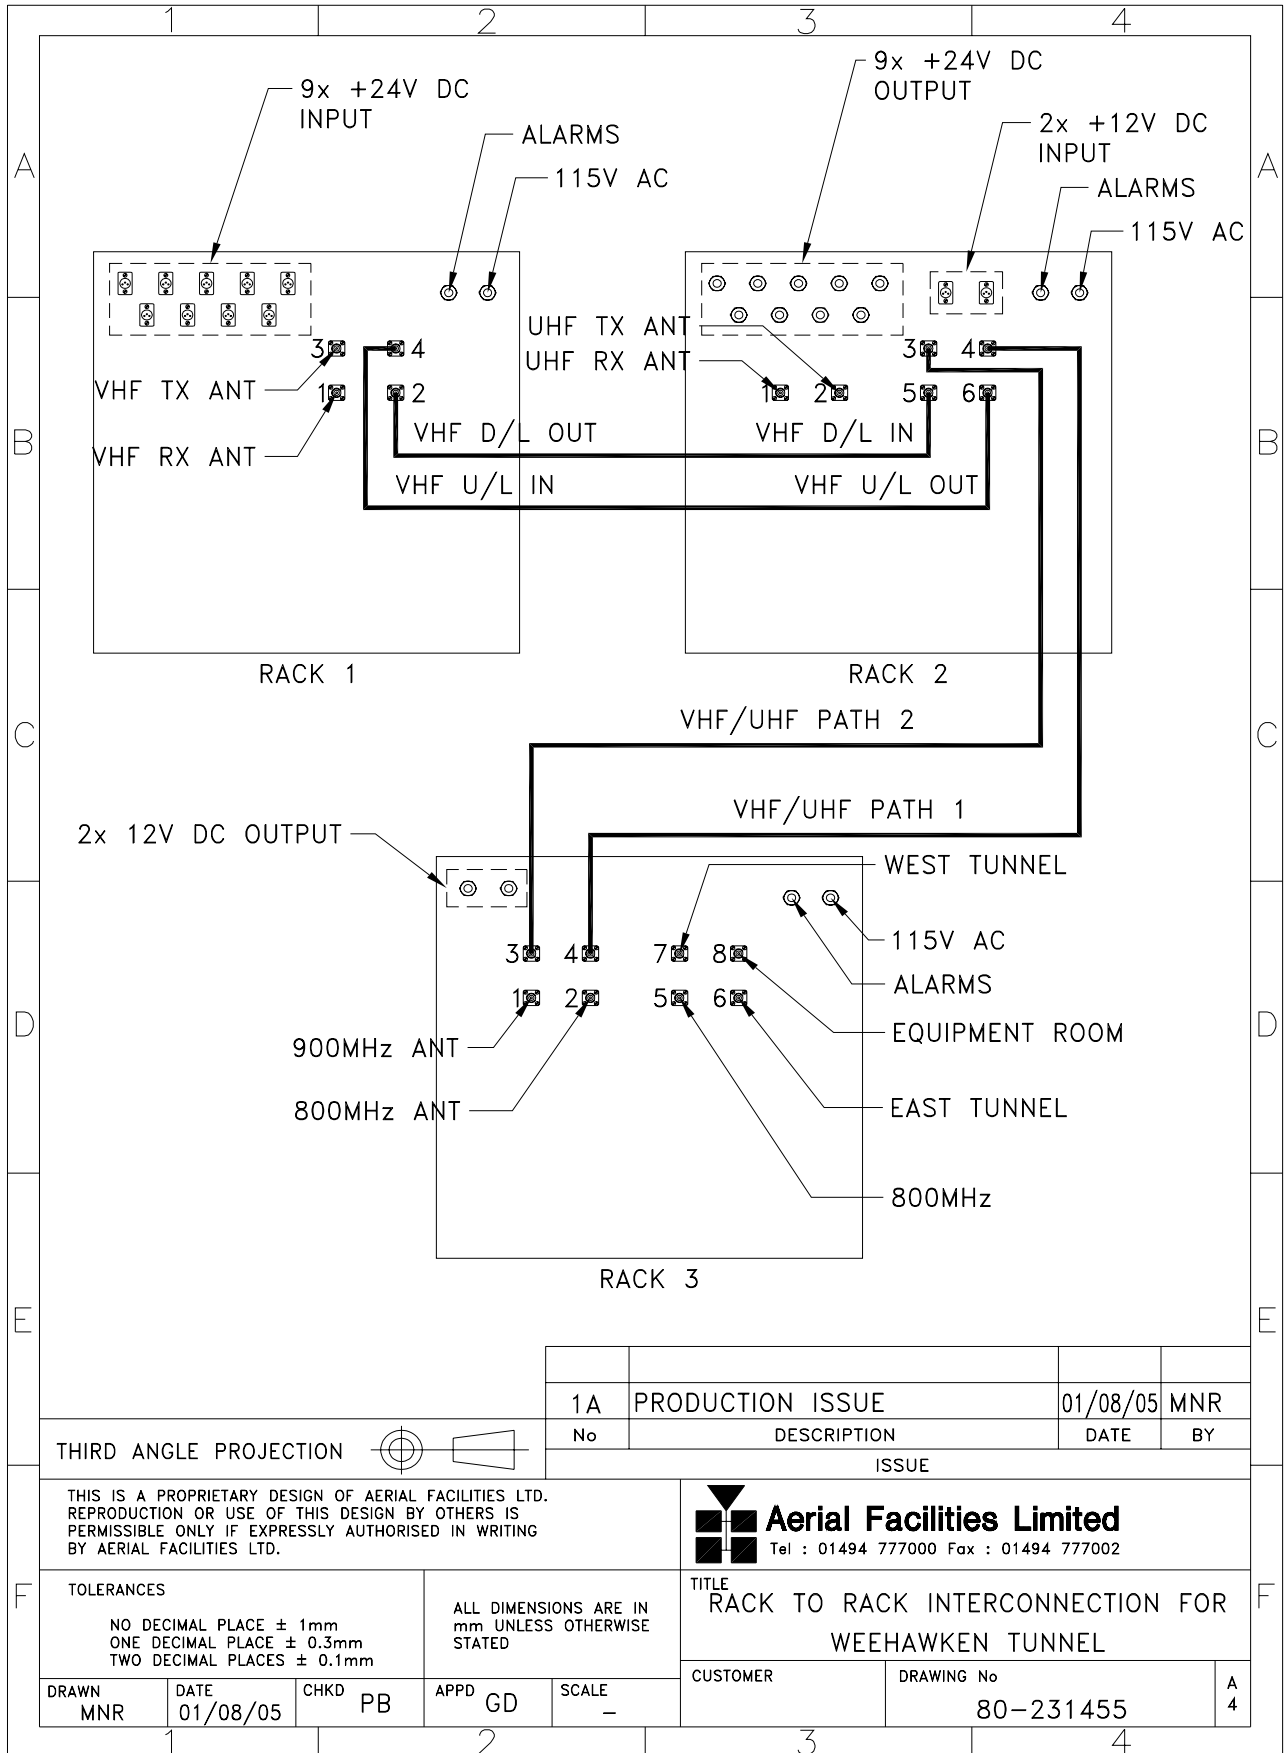 1 2 3 4
A
B
C
D
E
F
A
B
C
D
E
F
9x +24V DC
INPUT
ALARMS
115V AC
9x +24V DC
OUTPUT
2x +12V DC
INPUT
ALARMS
115V AC
3
4
1
2
VHF TX ANT
VHF RX ANT
UHF TX ANT
UHF RX ANT
3
4
1
2
5
6
VHF D/L OUT
VHF D/L IN
VHF U/L IN
VHF U/L OUT
RACK 1
RACK 2
VHF/UHF PATH 2
VHF/UHF PATH 1
2x 12V DC OUTPUT
WEST TUNNEL
115V AC
ALARMS
3
4
7
8
1
2
5
6
EQUIPMENT ROOM
900MHz ANT
800MHz ANT
EAST TUNNEL
800MHz
RACK 3
1A PRODUCTION ISSUE 01/08/05 MNR
No DESCRIPTION DATE BY
ISSUE
THIRD ANGLE PROJECTION
THIS IS A PROPRIETARY DESIGN OF AERIAL FACILITIES LTD.
REPRODUCTION OR USE OF THIS DESIGN BY OTHERS IS
PERMISSIBLE ONLY IF EXPRESSLY AUTHORISED IN WRITING
BY AERIAL FACILITIES LTD.
Aerial Facilities Limited
Tel : 01494 777000 Fax : 01494 777002
TOLERANCES
NO DECIMAL PLACE ± 1mm
ONE DECIMAL PLACE ± 0.3mm
TWO DECIMAL PLACES ± 0.1mm
ALL DIMENSIONS ARE IN
mm UNLESS OTHERWISE
STATED
TITLE
RACK TO RACK INTERCONNECTION FOR
WEEHAWKEN TUNNEL
DRAWN
MNR
DATE
01/08/05
CHKD
PB
APPD
GD
SCALE
–
CUSTOMER
DRAWING No
80–231455
A
4
1 2 3 4